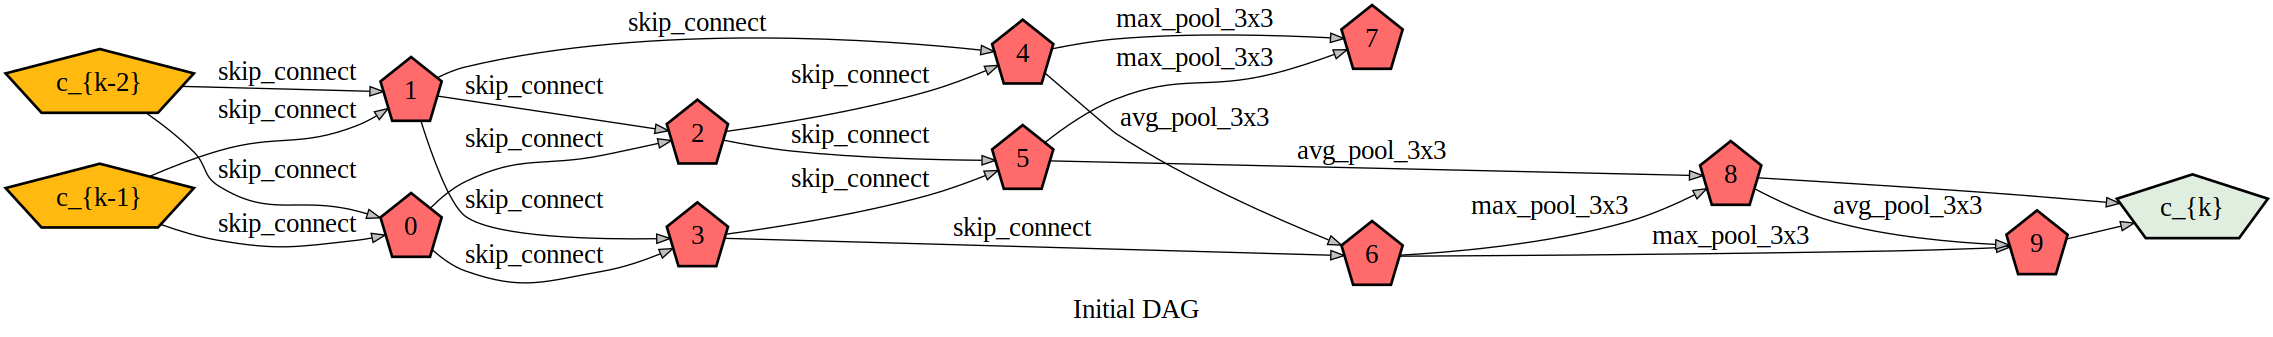 skip_connect
4
max_pool_3x3
7
c_{k-2}
skip_connect
1
skip_connect
skip_connect
max_pool_3x3
skip_connect
2
skip_connect
skip_connect
avg_pool_3x3
c_{k-1}
skip_connect
skip_connect
5
avg_pool_3x3
8
skip_connect
0
skip_connect
skip_connect
3
skip_connect
skip_connect
6
max_pool_3x3
avg_pool_3x3
max_pool_3x3
9
c_{k}
Initial DAG